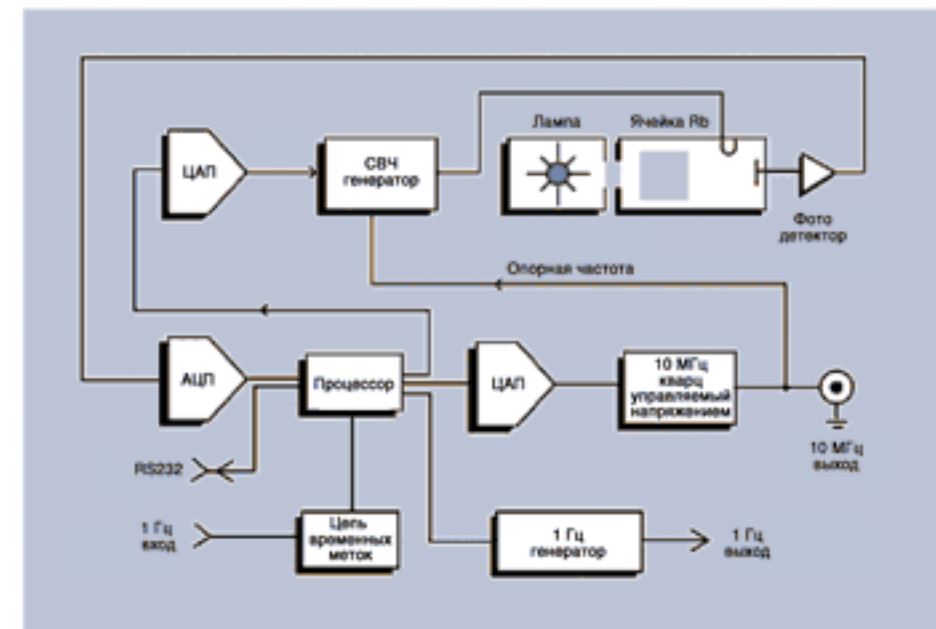 Лампа
Ячейка Rb
ЦАП
СВЧ
генератор
Фото
детектор
Опорная частота
АЦП
Процессор
ЦАП
10 МГц
кварц
управляемый
напряжением
10 МГц
выход
RS232
1 Гц
вход
Цепь
временных
меток
1 Гц
генератор
1 Гц
выход